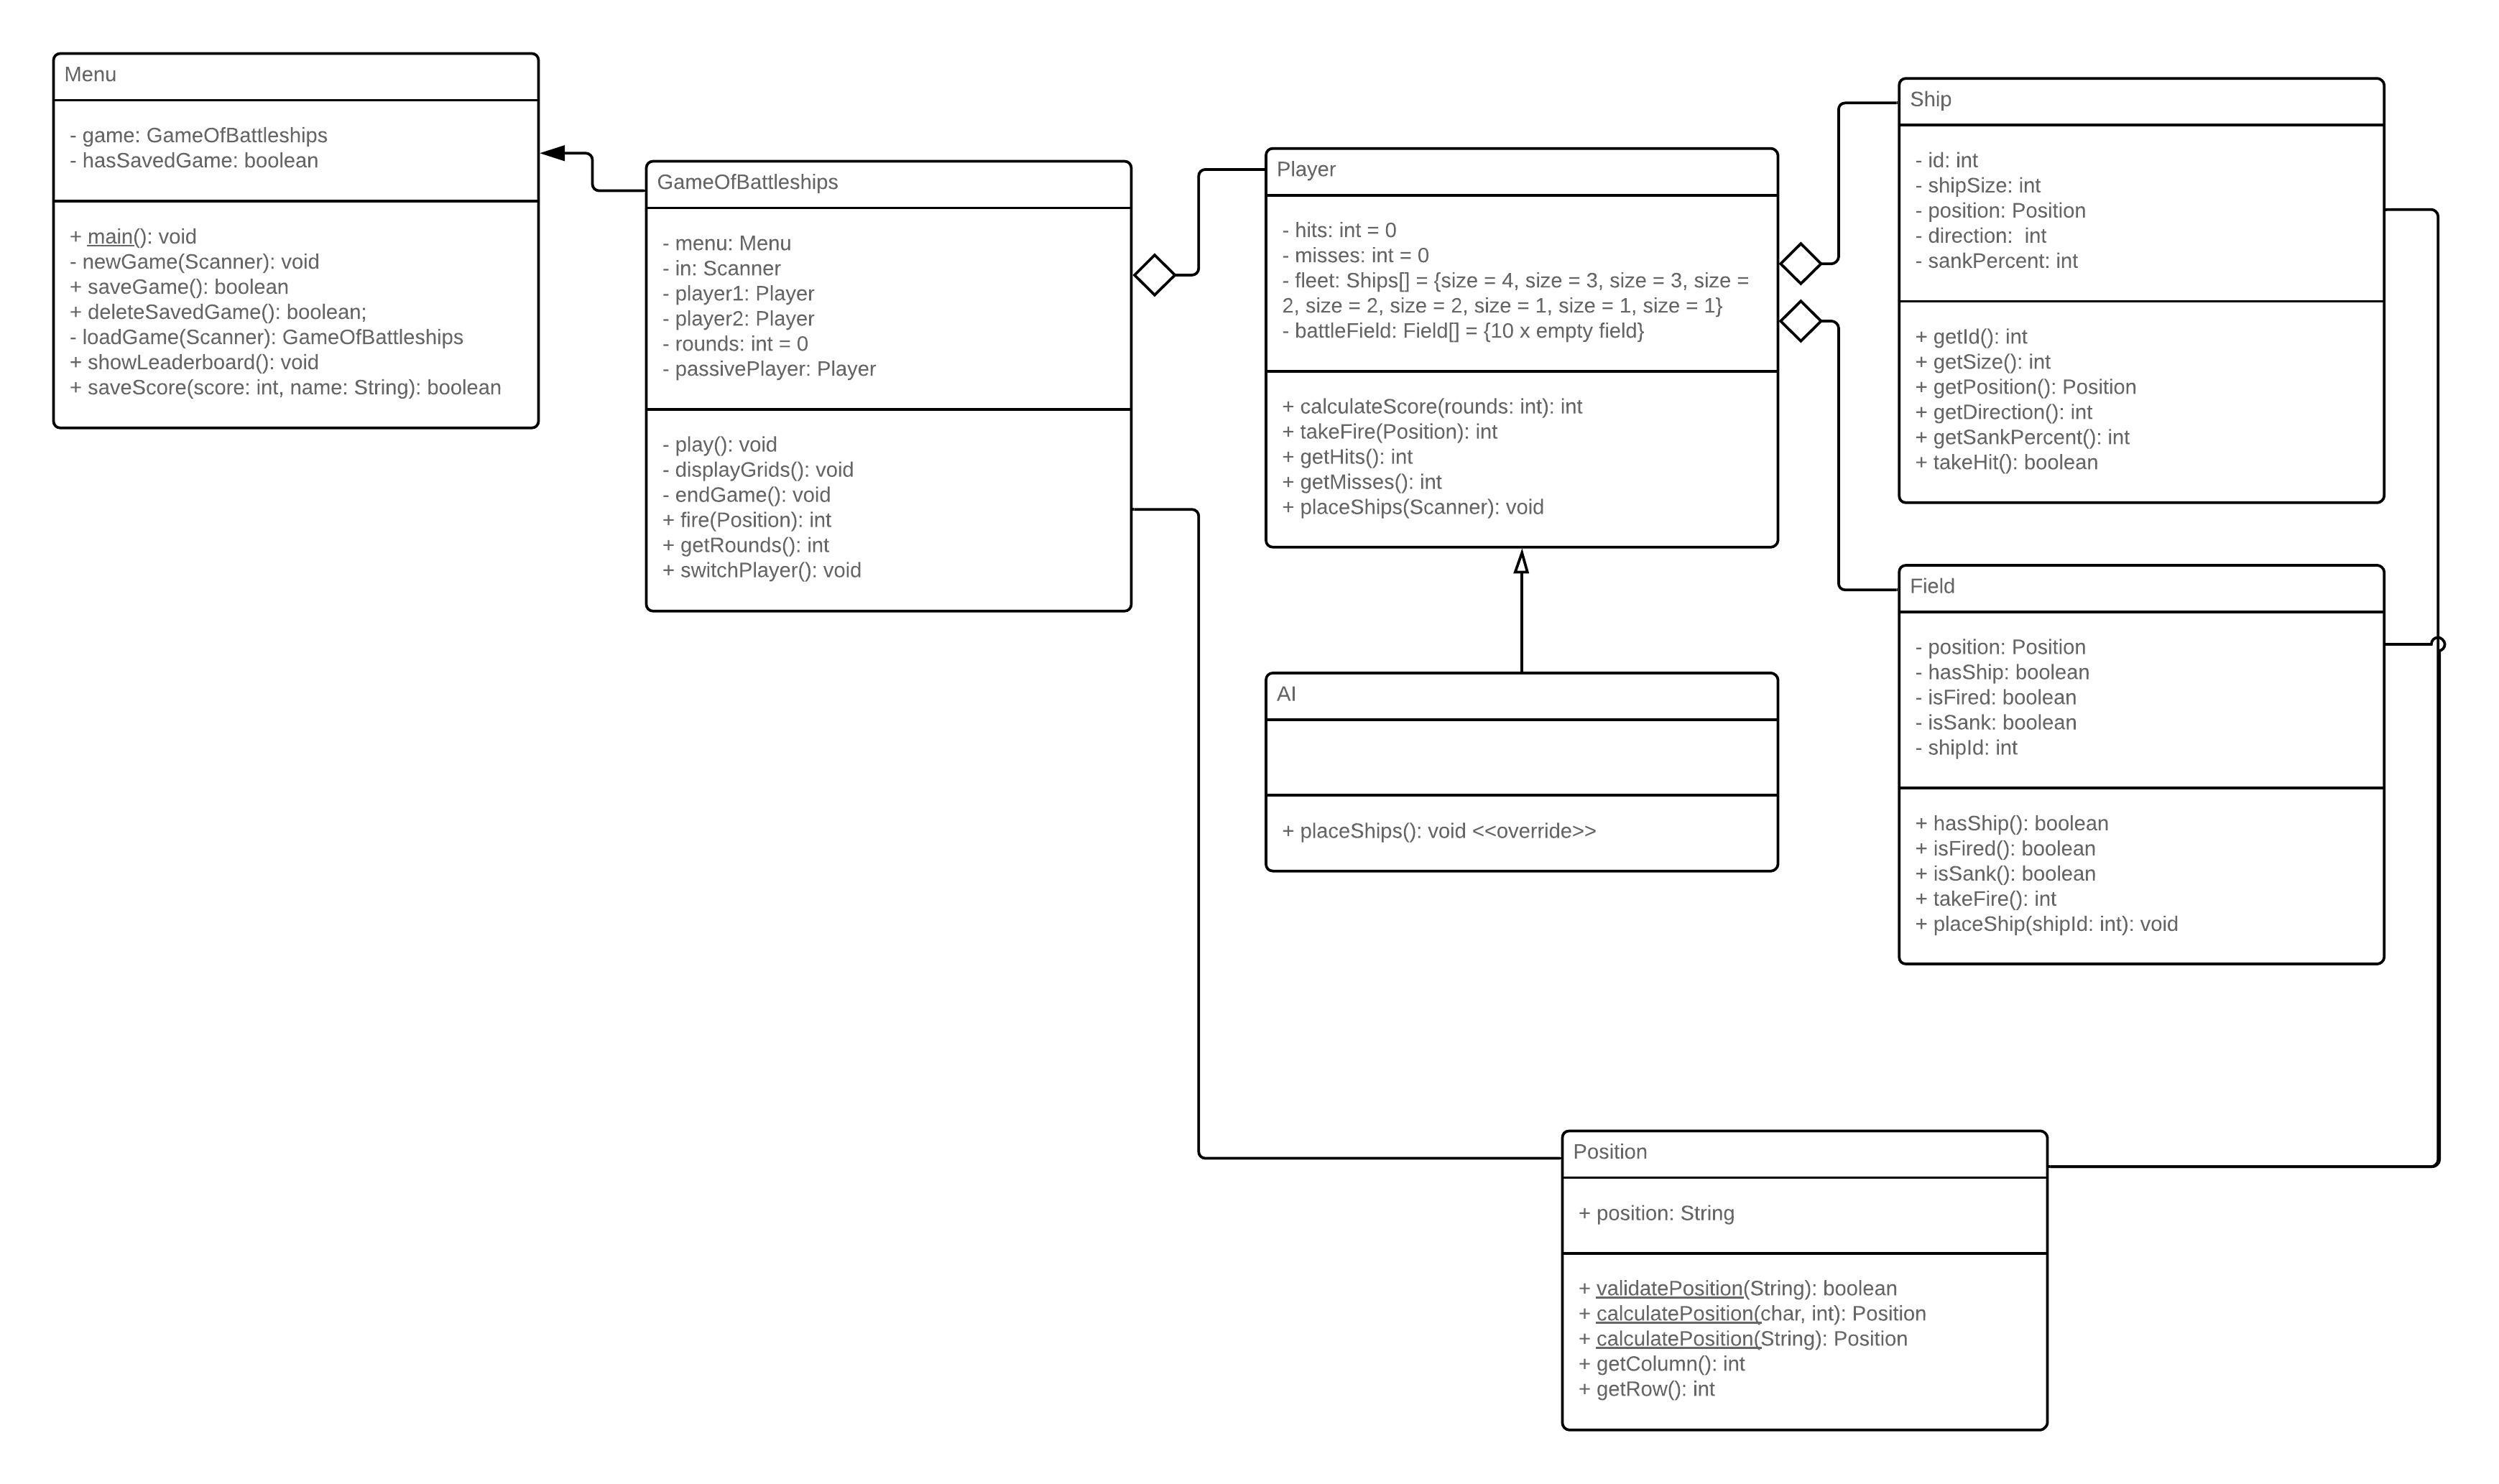 Menu
- game: GameOfBattleships
- hasSavedGame: boolean
+ main(): void
- newGame(Scanner): void
+ saveGame(): boolean
+ deleteSavedGame(): boolean;
- loadGame(Scanner): GameOfBattleships
+ showLeaderboard(): void
+ saveScore(score: int, name: String): boolean
GameOfBattleships
- menu: Menu
- in: Scanner
- player1: Player
- player2: Player
- rounds: int = 0
- passivePlayer: Player
- play(): void
- displayGrids(): void
- endGame(): void
+ fire(Position): int
+ getRounds(): int
+ switchPlayer(): void
Player
- hits: int = 0
- misses: int = 0
- fleet: Ships[] = {size = 4, size = 3, size = 3, size =
2, size = 2, size = 2, size = 1, size = 1, size = 1}
- battleField: Field[] = {10 x empty field}
+ calculateScore(rounds: int): int
+ takeFire(Position): int
+ getHits(): int
+ getMisses(): int
+ placeShips(Scanner): void
AI
+ placeShips(): void <<override>>
Ship
- id: int
- shipSize: int
- position: Position
- direction:  int
- sankPercent: int
+ getId(): int
+ getSize(): int
+ getPosition(): Position
+ getDirection(): int
+ getSankPercent(): int
+ takeHit(): boolean
Field
- position: Position
- hasShip: boolean
- isFired: boolean
- isSank: boolean
- shipId: int
+ hasShip(): boolean
+ isFired(): boolean
+ isSank(): boolean
+ takeFire(): int
+ placeShip(shipId: int): void
Position
+ position: String
+ validatePosition(String): boolean
+ calculatePosition(char, int): Position
+ calculatePosition(String): Position
+ getColumn(): int
+ getRow(): int